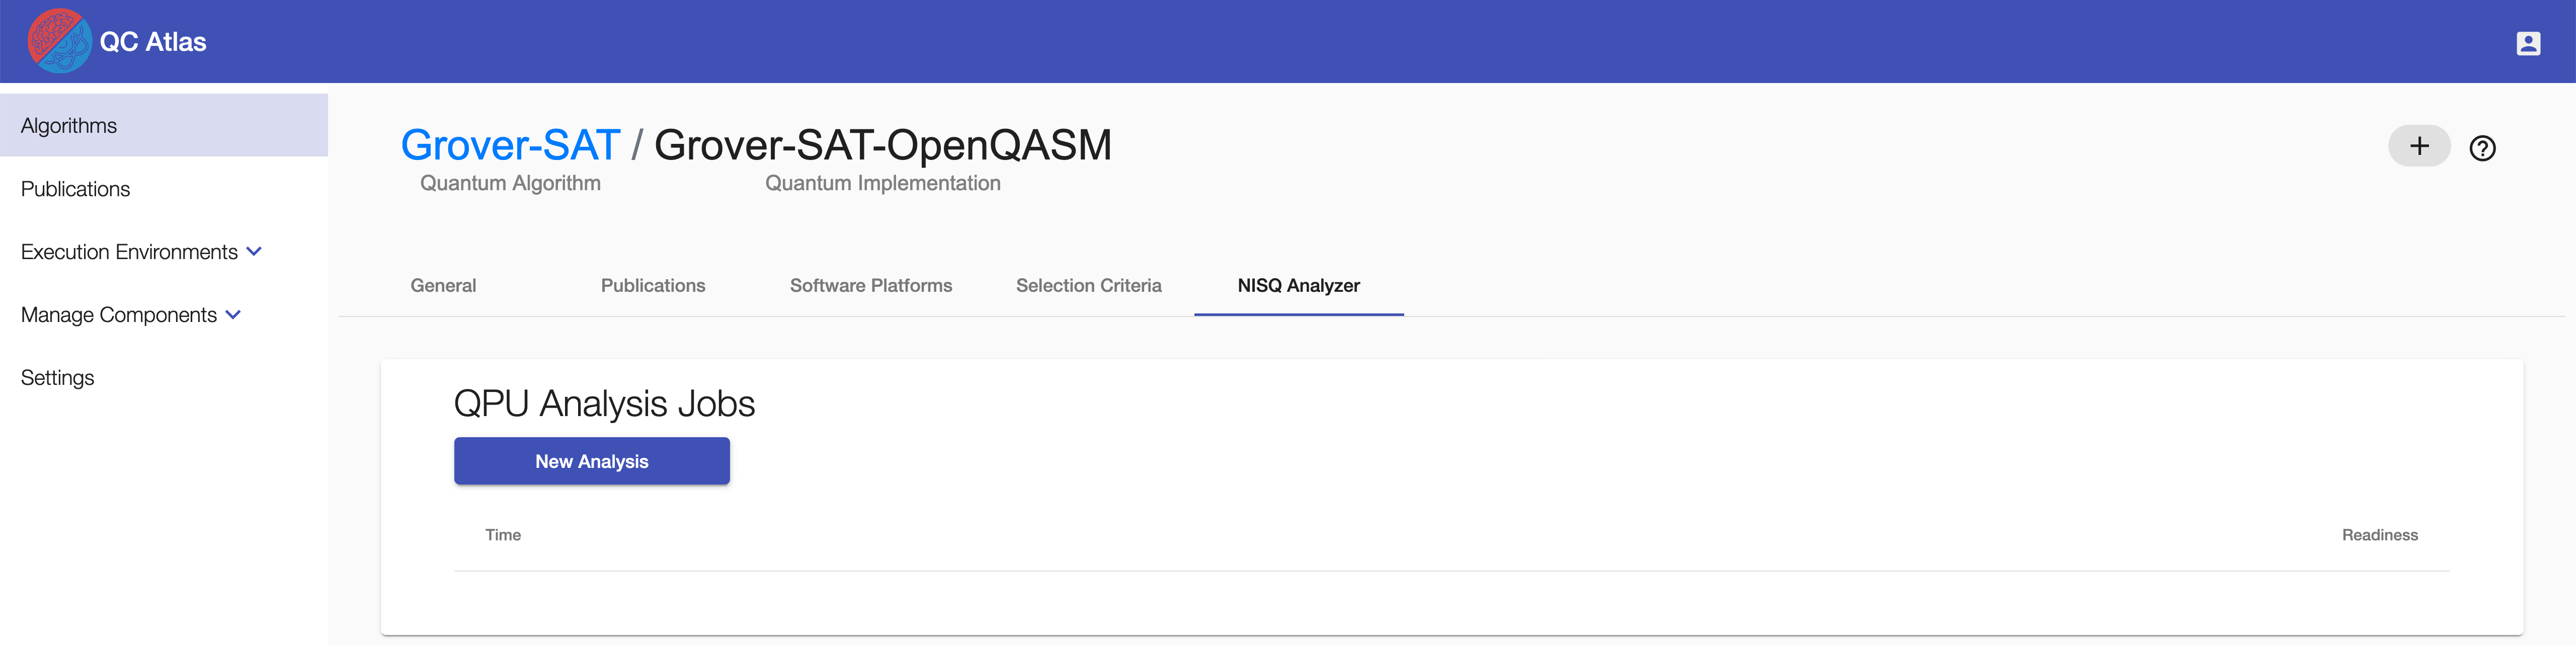 QC Atlas
Algorithms
Publications
Execution Environments
Manage Components
Settings
Grover-SAT / Grover-SAT-OpenQASM
Quantum Algorithm Quantum Implementation
General Publications Software Platforms Selection Criteria NISQ Analyzer
QPU Analysis Jobs
New Analysis
Time Readiness